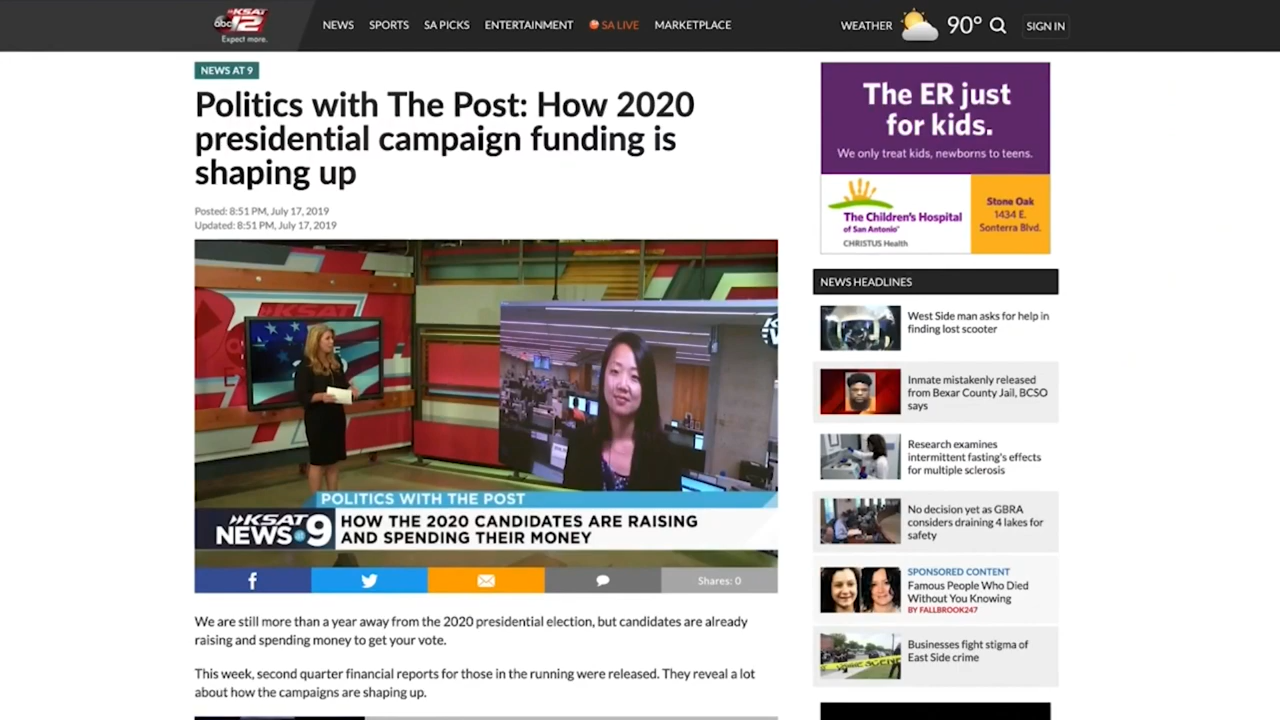 abc KSAT 12
Expect more.
NEWS SPORTS SA PICKS ENTERTAINMENT SA LIVE MARKETPLACE WEATHER 90° SIGN IN
NEWS AT 9
Politics with The Post: How 2020
presidential campaign funding is
shaping up
Posted: 8:51 PM, July 17, 2019
Updated: 8:51 PM, July 17, 2019
KSAT
POLITICS WITH THE POST
KSAT
NEWS at 9
HOW THE 2020 CANDIDATES ARE RAISING
AND SPENDING THEIR MONEY
Shares: 0
We are still more than a year away from the 2020 presidential election, but candidates are already
raising and spending money to get your vote.
This week, second quarter financial reports for those in the running were released. They reveal a lot
about how the campaigns are shaping up.
The ER just
for kids.
We only treat kids, newborns to teens.
The Children's Hospital
of San Antonio
CHRISTUS Health
Stone Oak
1434 E.
Sonterra Blvd.
NEWS HEADLINES
West Side man asks for help in
finding lost scooter
Inmate mistakenly released
from Bexar County Jail, BCSO
says
Research examines
intermittent fasting's effects
for multiple sclerosis
No decision yet as GBRA
considers draining 4 lakes for
safety
SPONSORED CONTENT
Famous People Who Died
Without You Knowing
BY FALLBROOK247
Businesses fight stigma of
East Side crime